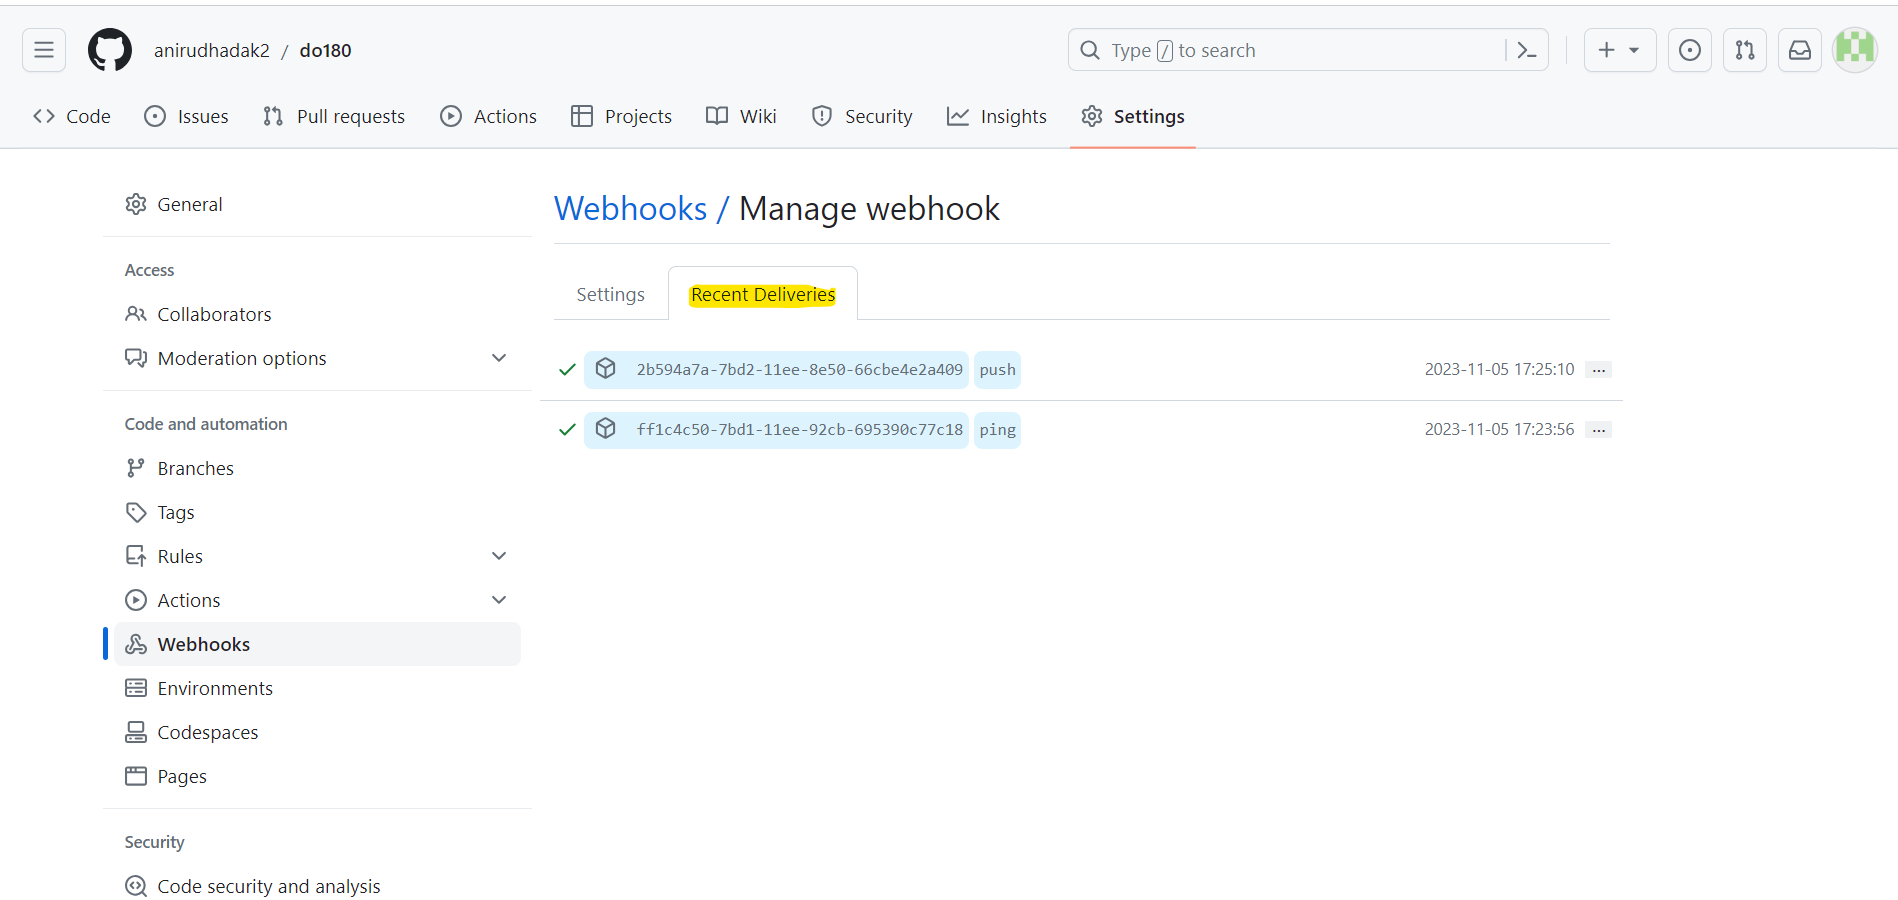 anirudhadak2 / do180
Type / to search
Code Issues Pull requests Actions Projects Wiki Security Insights Settings
General
Access
Collaborators
Moderation options
Code and automation
Branches
Tags
Rules
Actions
Webhooks
Environments
Codespaces
Pages
Security
Code security and analysis
Webhooks / Manage webhook
Settings Recent Deliveries
2b594a7a-7bd2-11ee-8e50-66cbe4e2a409 push 2023-11-05 17:25:10 ...
ff1c4c50-7bd1-11ee-92cb-695390c77c18 ping 2023-11-05 17:23:56 ...